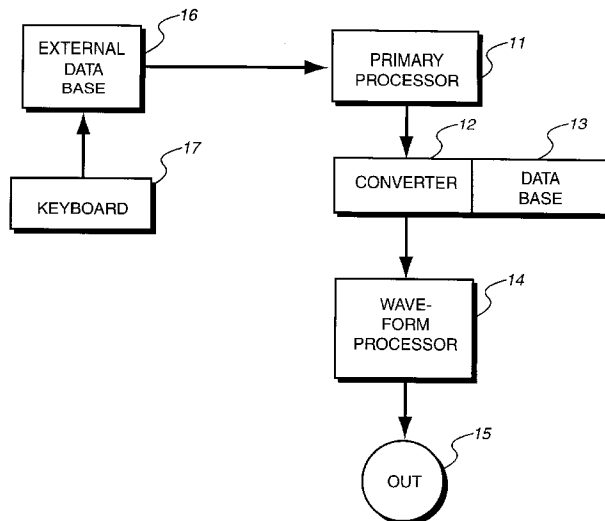 16
EXTERNAL
DATA
BASE
11
PRIMARY
PROCESSOR
17
KEYBOARD
12
CONVERTER
13
DATA
BASE
14
WAVE-
FORM
PROCESSOR
15
OUT